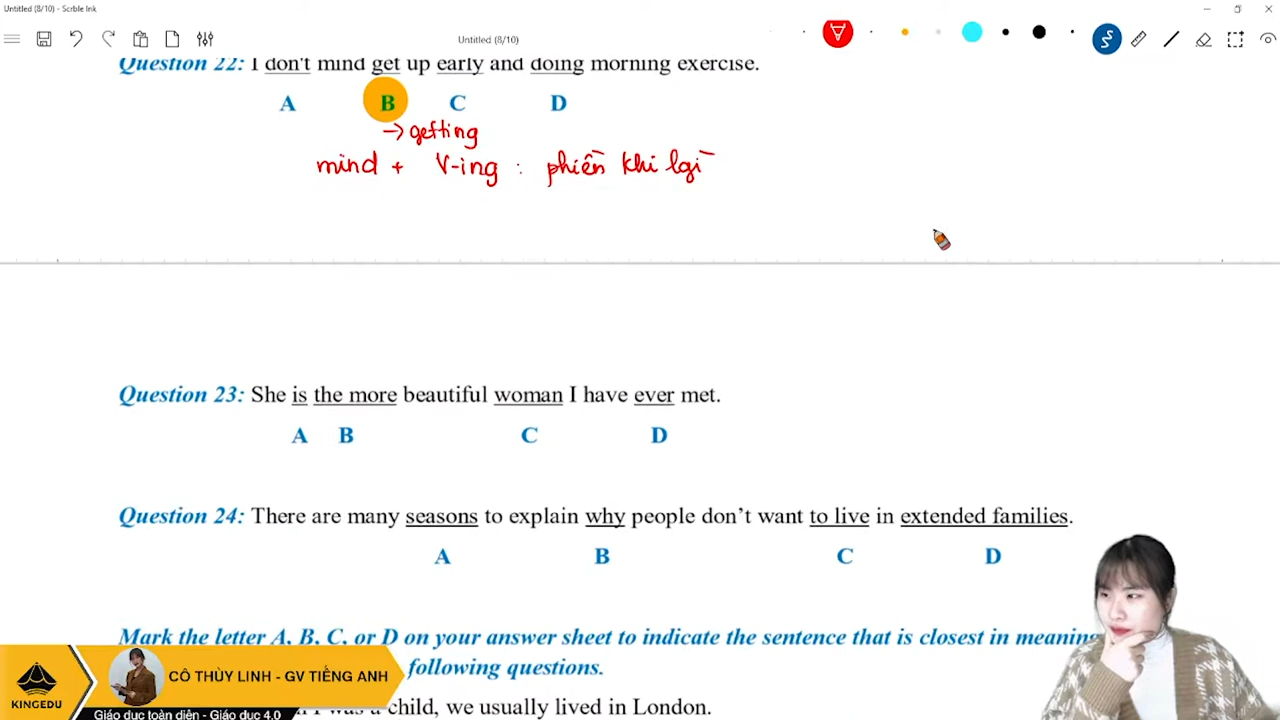 Untitled (8/10) - Scrble Ink
Untitled (8/10)
Question 22: I don't mind get up early and doing morning exercise.
A B C D
→ getting
mind + V-ing : phiền khi lgì
Question 23: She is the more beautiful woman I have ever met.
A B C D
Question 24: There are many seasons to explain why people don't want to live in extended families.
A B C D
Mark the letter A, B, C, or D on your answer sheet to indicate the sentence that is closest in meaning
following questions.
I was a child, we usually lived in London.
KINGEDU
CÔ THÙY LINH - GV TIẾNG ANH
Giáo dục toàn diện - Giáo dục 4.0